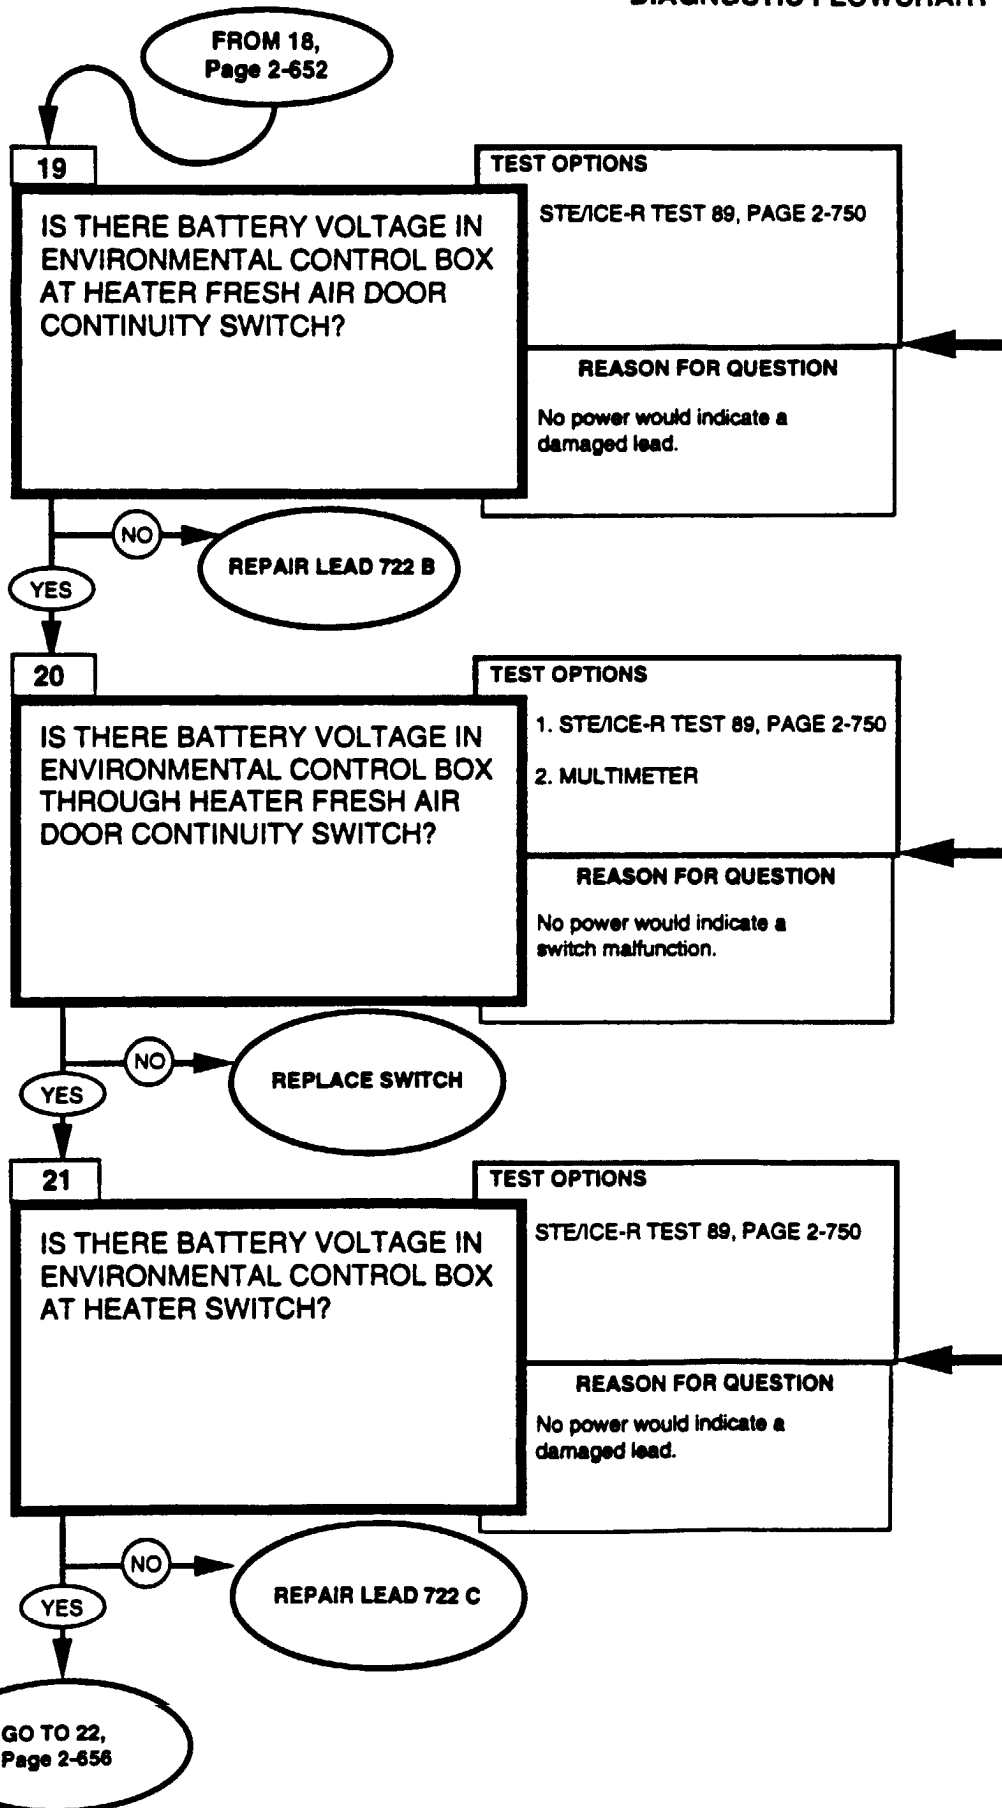 DIAGNOSTIC FLOWCHART
FROM 18,
Page 2-652
19
IS THERE BATTERY VOLTAGE IN
ENVIRONMENTAL CONTROL BOX
AT HEATER FRESH AIR DOOR
CONTINUITY SWITCH?
TEST OPTIONS
STE/ICE-R TEST 89, PAGE 2-750
REASON FOR QUESTION
No power would indicate a
damaged lead.
NO
REPAIR LEAD 722 B
YES
20
IS THERE BATTERY VOLTAGE IN
ENVIRONMENTAL CONTROL BOX
THROUGH HEATER FRESH AIR
DOOR CONTINUITY SWITCH?
TEST OPTIONS
1. STE/ICE-R TEST 89, PAGE 2-750
2. MULTIMETER
REASON FOR QUESTION
No power would indicate a
switch malfunction.
NO
REPLACE SWITCH
YES
21
IS THERE BATTERY VOLTAGE IN
ENVIRONMENTAL CONTROL BOX
AT HEATER SWITCH?
TEST OPTIONS
STE/ICE-R TEST 89, PAGE 2-750
REASON FOR QUESTION
No power would indicate a
damaged lead.
NO
REPAIR LEAD 722 C
YES
GO TO 22,
Page 2-656